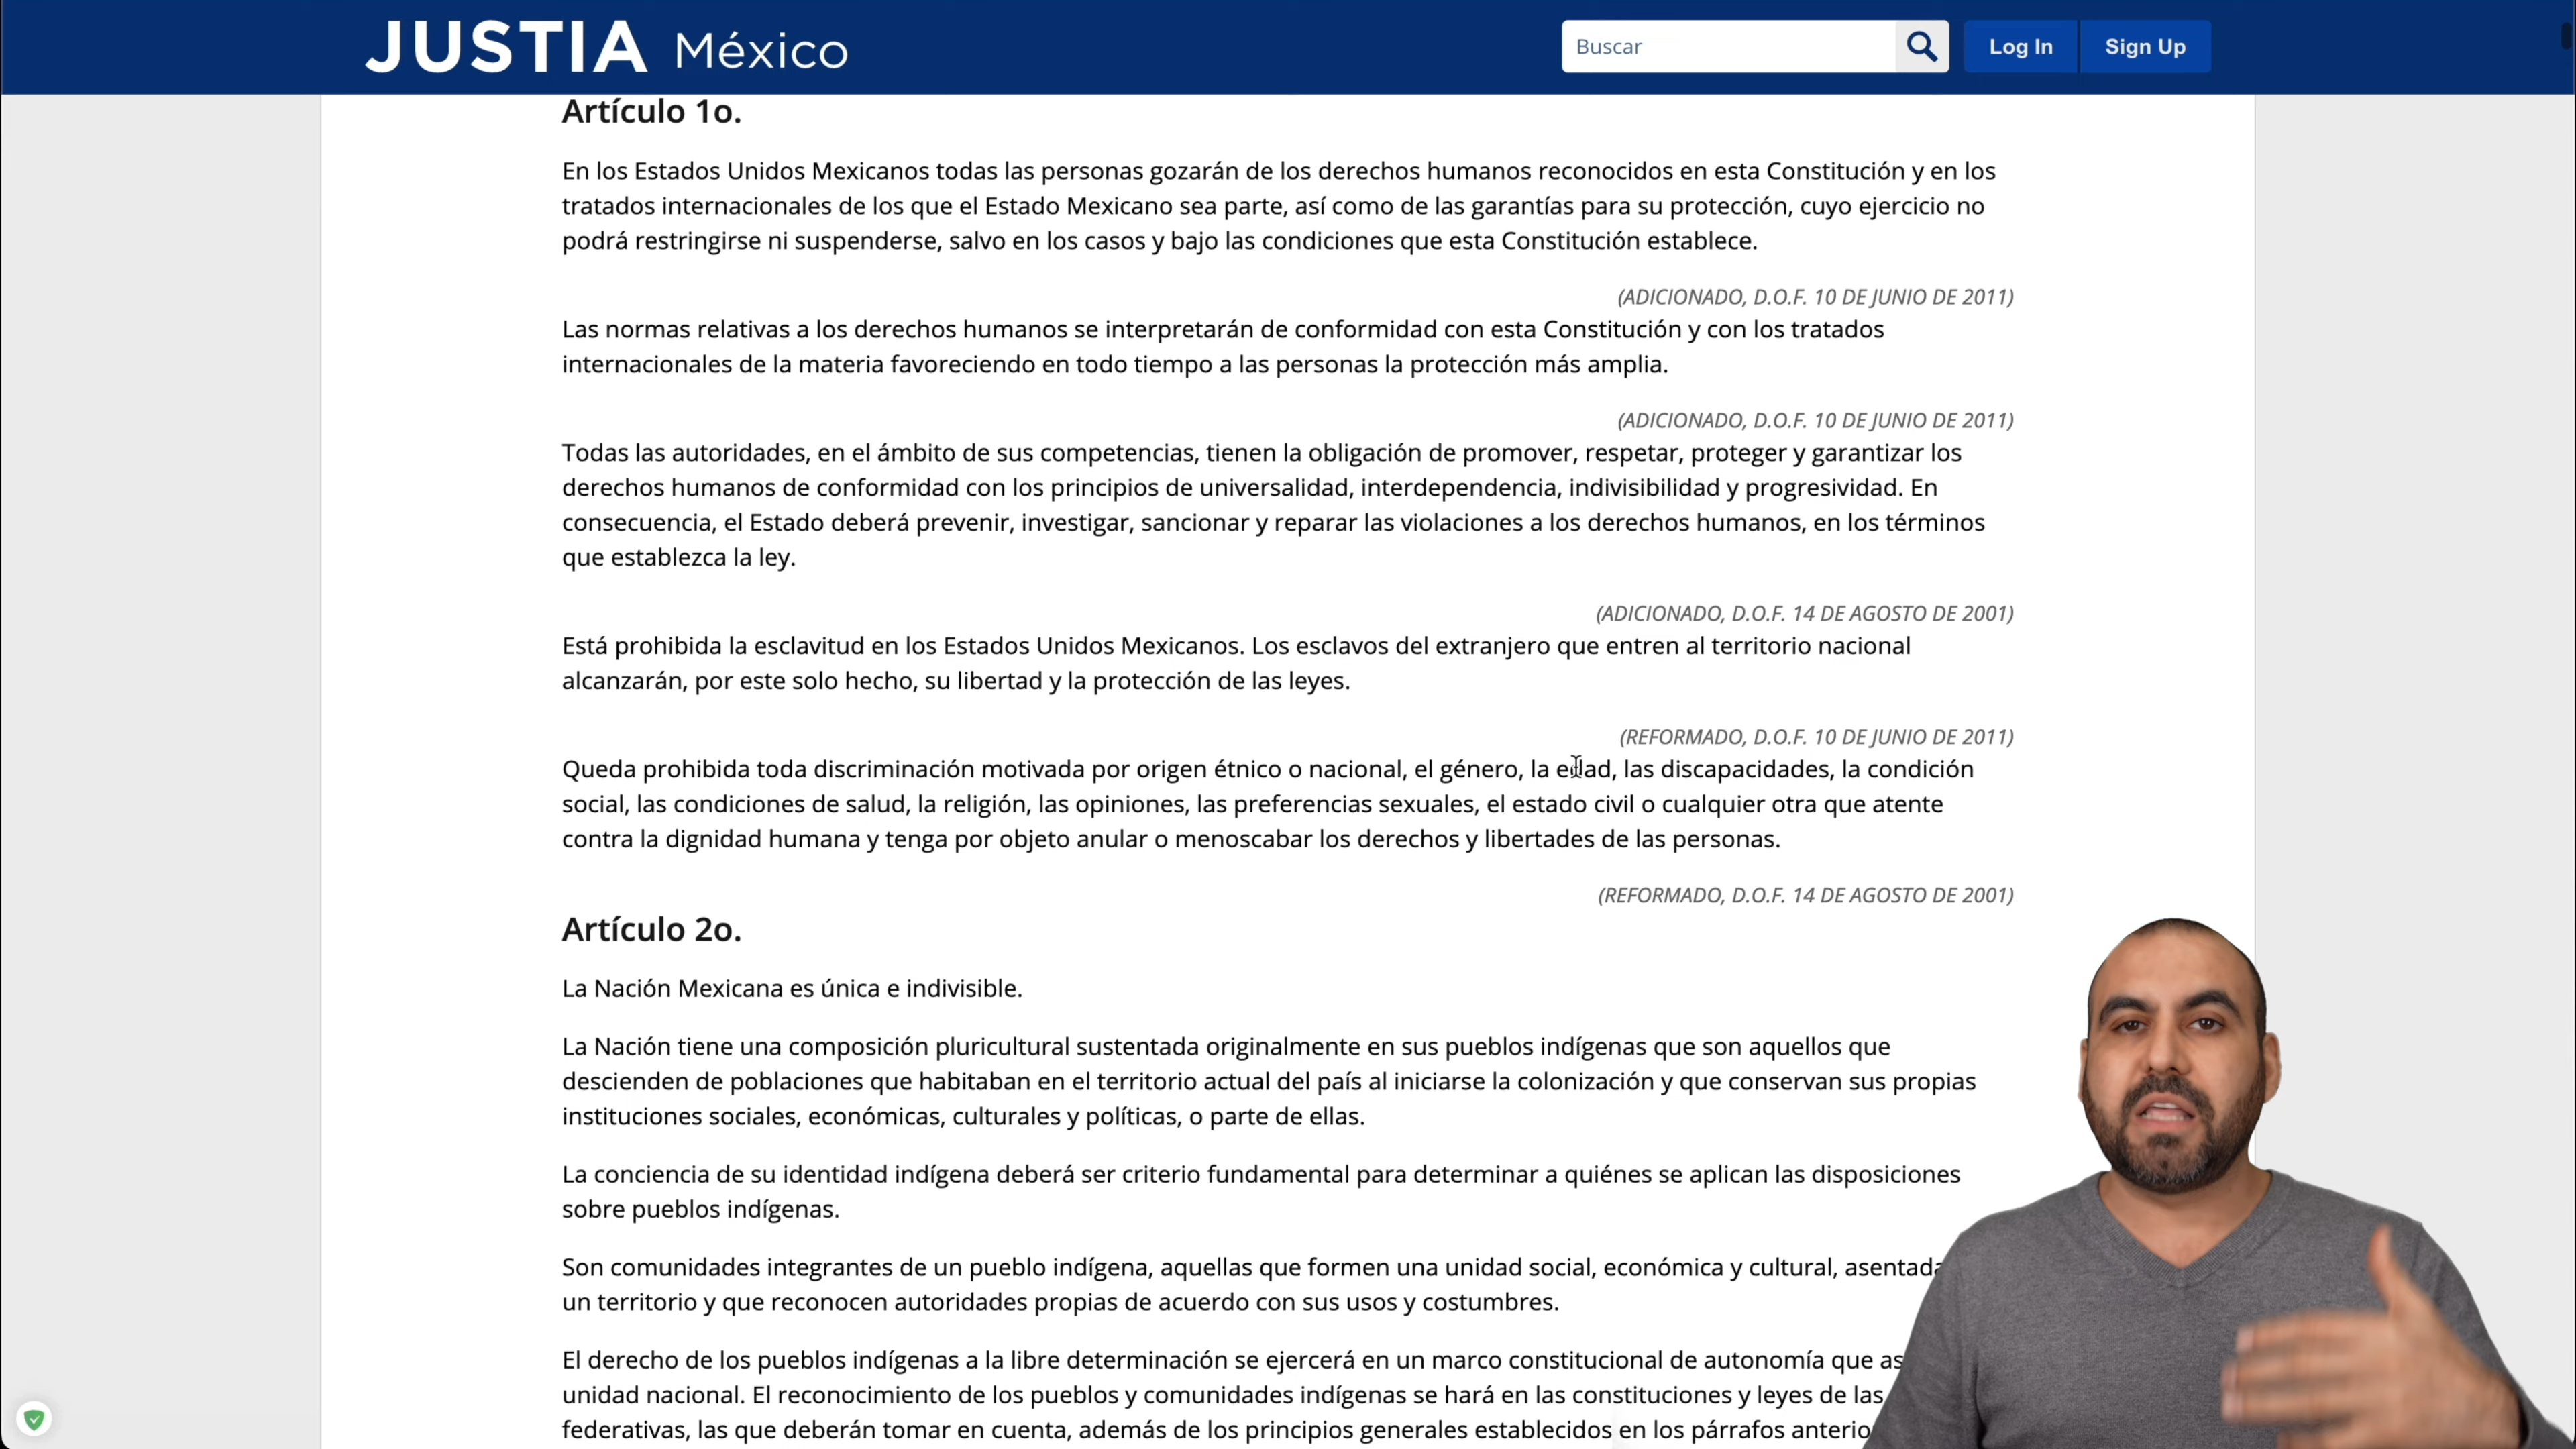 JUSTIA México
Buscar
Log In
Sign Up
Artículo 1o.
En los Estados Unidos Mexicanos todas las personas gozarán de los derechos humanos reconocidos en esta Constitución y en los
tratados internacionales de los que el Estado Mexicano sea parte, así como de las garantías para su protección, cuyo ejercicio no
podrá restringirse ni suspenderse, salvo en los casos y bajo las condiciones que esta Constitución establece.
(ADICIONADO, D.O.F. 10 DE JUNIO DE 2011)
Las normas relativas a los derechos humanos se interpretarán de conformidad con esta Constitución y con los tratados
internacionales de la materia favoreciendo en todo tiempo a las personas la protección más amplia.
(ADICIONADO, D.O.F. 10 DE JUNIO DE 2011)
Todas las autoridades, en el ámbito de sus competencias, tienen la obligación de promover, respetar, proteger y garantizar los
derechos humanos de conformidad con los principios de universalidad, interdependencia, indivisibilidad y progresividad. En
consecuencia, el Estado deberá prevenir, investigar, sancionar y reparar las violaciones a los derechos humanos, en los términos
que establezca la ley.
(ADICIONADO, D.O.F. 14 DE AGOSTO DE 2001)
Está prohibida la esclavitud en los Estados Unidos Mexicanos. Los esclavos del extranjero que entren al territorio nacional
alcanzarán, por este solo hecho, su libertad y la protección de las leyes.
(REFORMADO, D.O.F. 10 DE JUNIO DE 2011)
Queda prohibida toda discriminación motivada por origen étnico o nacional, el género, la edad, las discapacidades, la condición
social, las condiciones de salud, la religión, las opiniones, las preferencias sexuales, el estado civil o cualquier otra que atente
contra la dignidad humana y tenga por objeto anular o menoscabar los derechos y libertades de las personas.
(REFORMADO, D.O.F. 14 DE AGOSTO DE 2001)
Artículo 2o.
La Nación Mexicana es única e indivisible.
La Nación tiene una composición pluricultural sustentada originalmente en sus pueblos indígenas que son aquellos que
descienden de poblaciones que habitaban en el territorio actual del país al iniciarse la colonización y que conservan sus propias
instituciones sociales, económicas, culturales y políticas, o parte de ellas.
La conciencia de su identidad indígena deberá ser criterio fundamental para determinar a quiénes se aplican las disposiciones
sobre pueblos indígenas.
Son comunidades integrantes de un pueblo indígena, aquellas que formen una unidad social, económica y cultural,
un territorio y que reconocen autoridades propias de acuerdo con sus usos y costumbres.
El derecho de los pueblos indígenas a la libre determinación se ejercerá en un marco constitucional de autonomía que
unidad nacional. El reconocimiento de los pueblos y comunidades indígenas se hará en las constituciones y leyes de las
federativas, las que deberán tomar en cuenta, además de los principios generales establecidos en los párrafos